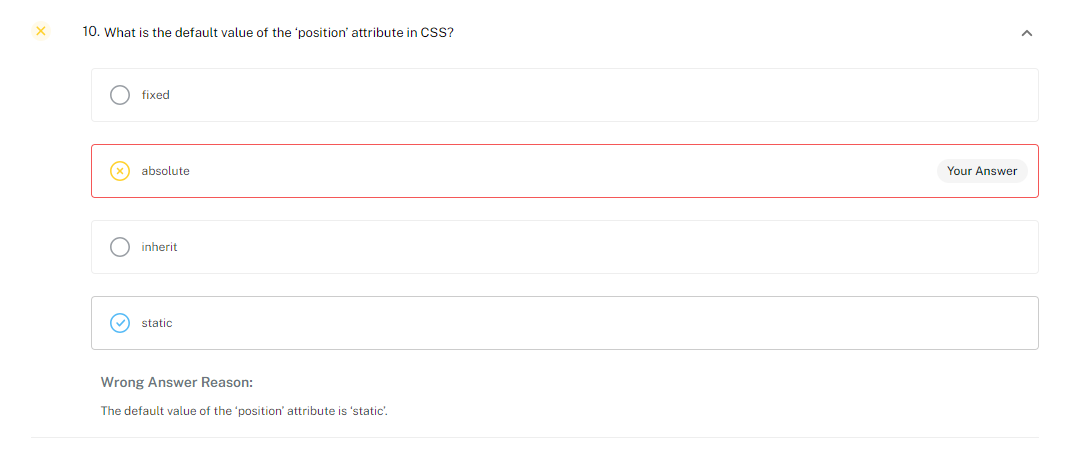 10. What is the default value of the ‘position’ attribute in CSS?
fixed
absolute
Your Answer
inherit
static
Wrong Answer Reason:
The default value of the ‘position’ attribute is ‘static’.